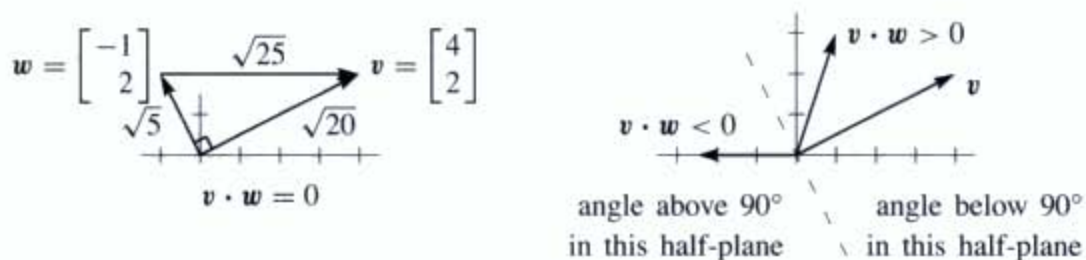 w = [−1 2] √25 v = [4 2]
√5 √20
v · w = 0
v · w > 0
v
v · w < 0
angle above 90°
in this half-plane
angle below 90°
in this half-plane